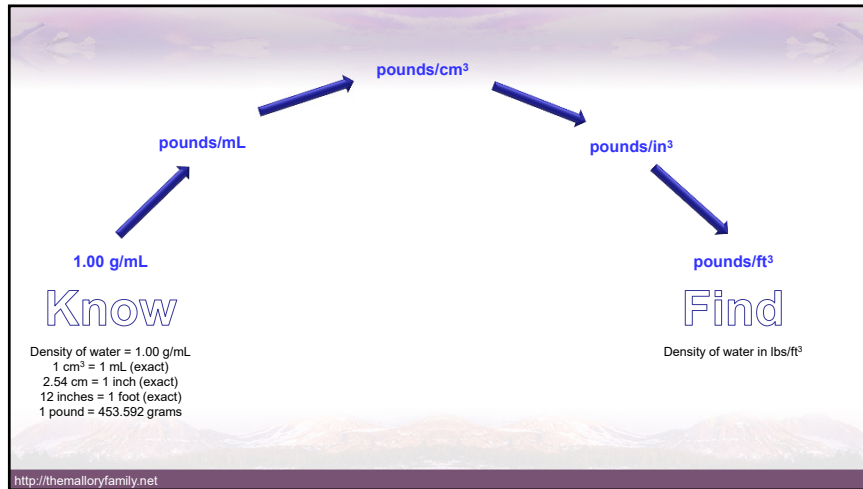 pounds/cm³
pounds/mL
pounds/in³
1.00 g/mL
pounds/ft³
Know
Find
Density of water = 1.00 g/mL
1 cm³ = 1 mL (exact)
2.54 cm = 1 inch (exact)
12 inches = 1 foot (exact)
1 pound = 453.592 grams
Density of water in lbs/ft³
http://themalloryfamily.net